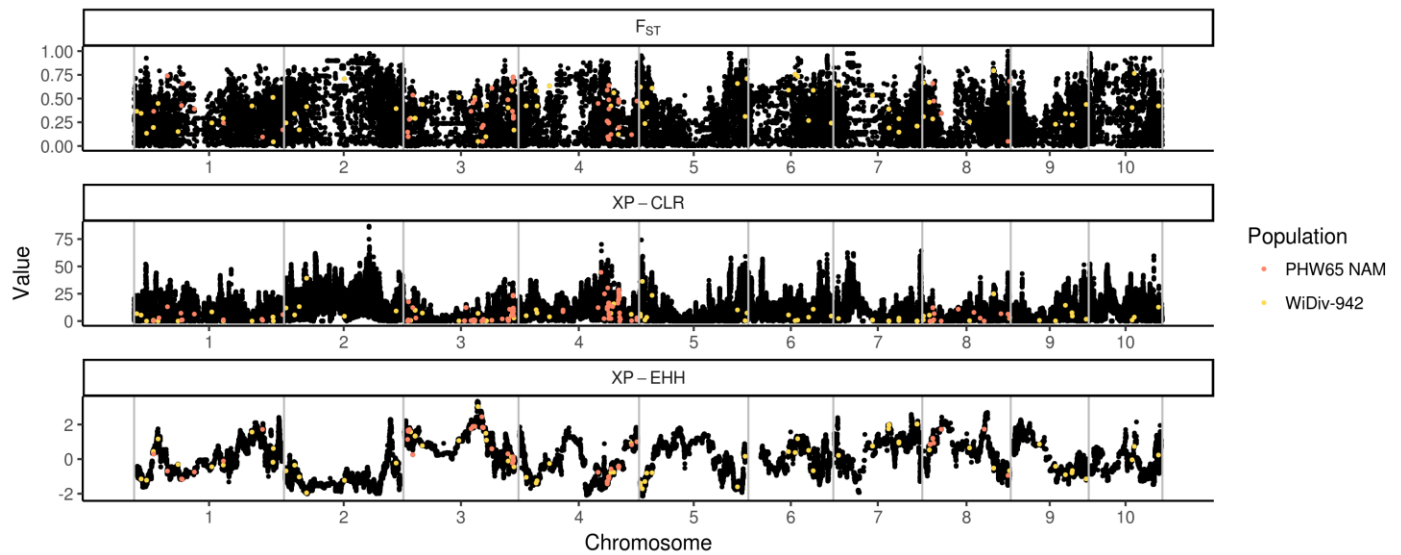 F_ST
1.00
0.75
0.50
0.25
0.00
1 2 3 4 5 6 7 8 9 10
XP – CLR
75
50
25
0
1 2 3 4 5 6 7 8 9 10
Value
XP – EHH
2
0
-2
1 2 3 4 5 6 7 8 9 10
Chromosome
Population
PHW65 NAM
WiDiv-942